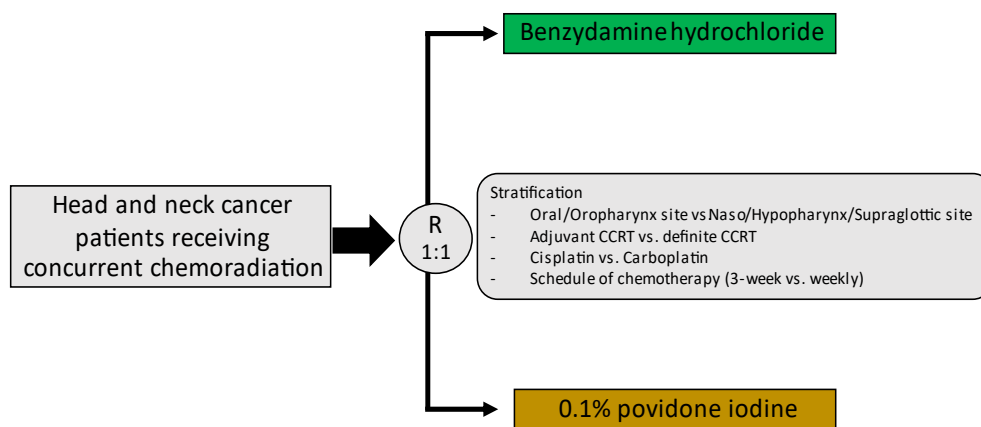 Benzydamine hydrochloride
Head and neck cancer
patients receiving
concurrent chemoradiation
R
1:1
Stratification
- Oral/Oropharynx site vs Naso/Hypopharynx/Supraglottic site
- Adjuvant CCRT vs. definite CCRT
- Cisplatin vs. Carboplatin
- Schedule of chemotherapy (3-week vs. weekly)
0.1% povidone iodine